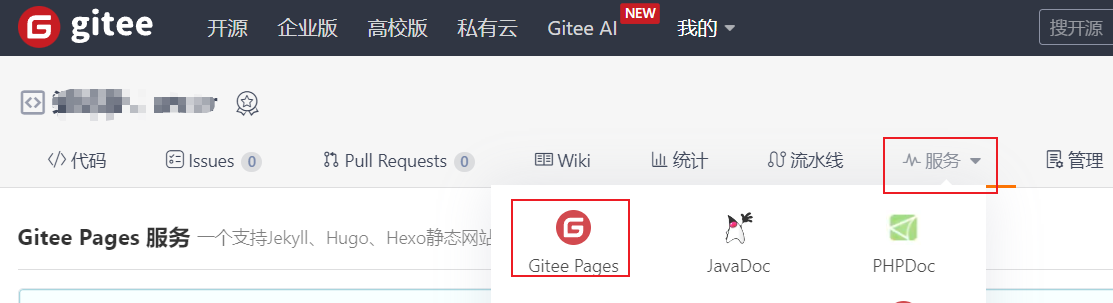 gitee 开源 企业版 高校版 私有云 Gitee AI NEW 我的 搜开源
代码 Issues 0 Pull Requests 0 Wiki 统计 流水线 服务 管理
Gitee Pages 服务 一个支持Jekyll、Hugo、Hexo静态网站
Gitee Pages JavaDoc PHPDoc